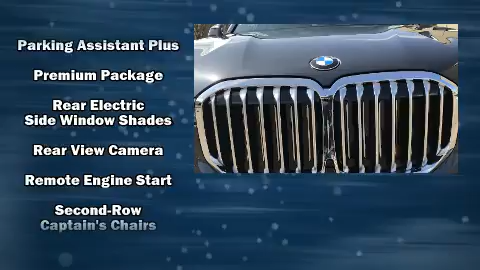 Parking Assistant Plus
Premium Package
Rear Electric
Side Window Shades
Rear View Camera
Remote Engine Start
Second-Row
Captain's Chairs